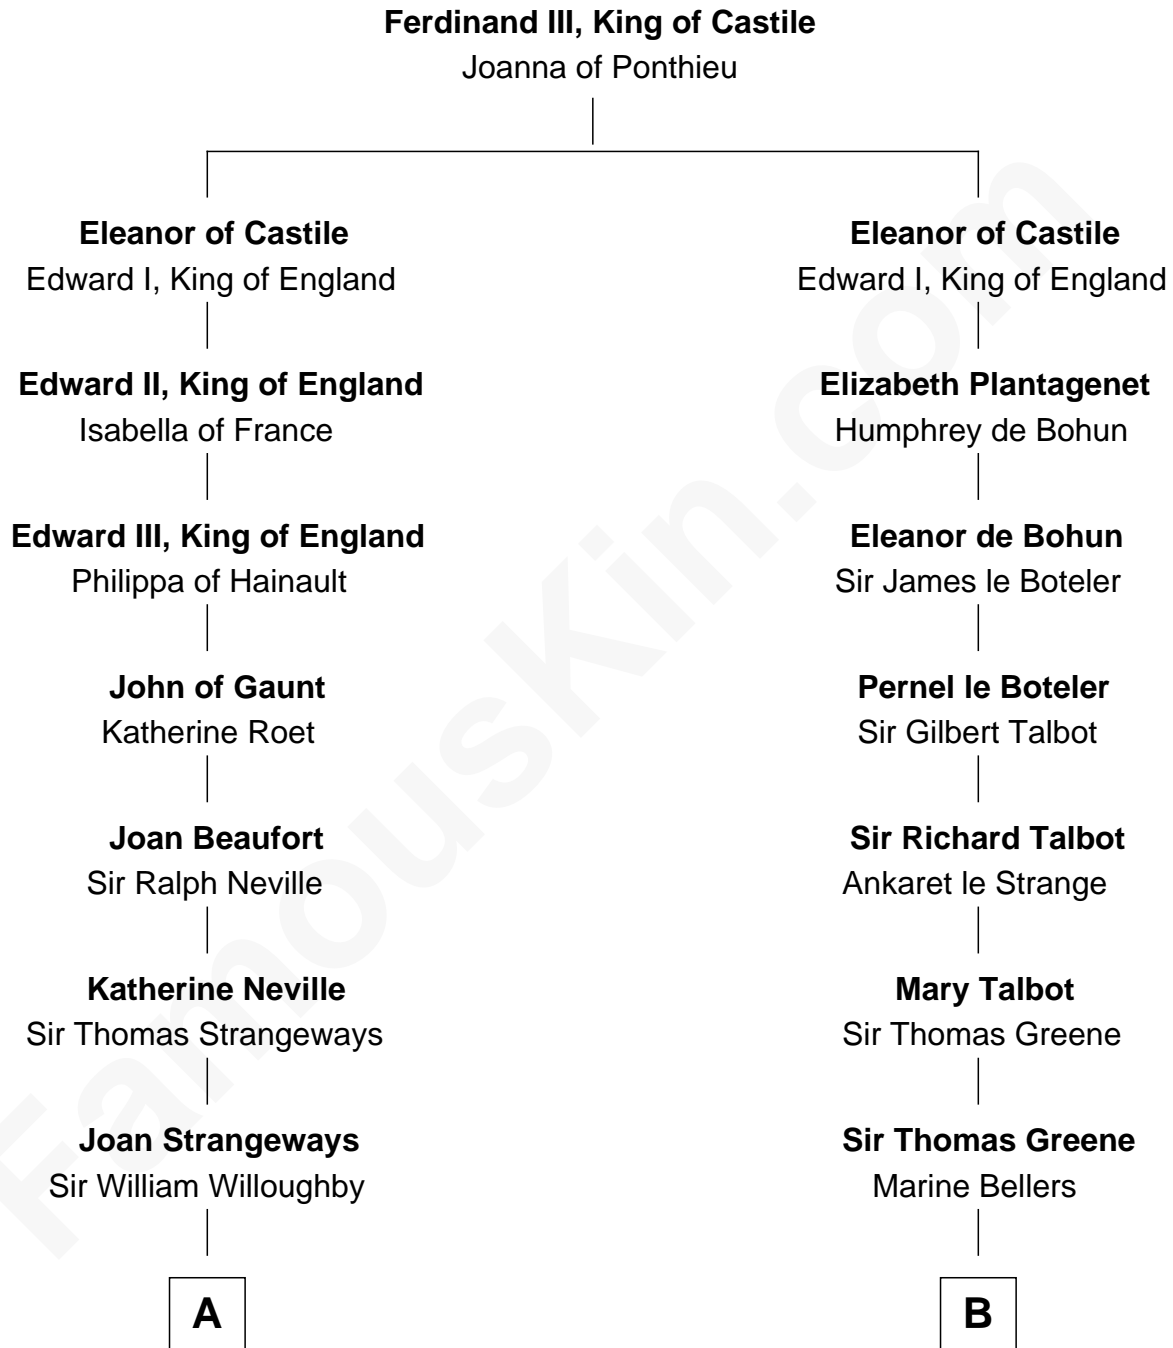 Ferdinand III, King of Castile
Joanna of Ponthieu
Eleanor of Castile
Edward I, King of England
Edward II, King of England
Isabella of France
Edward III, King of England
Philippa of Hainault
John of Gaunt
Katherine Roet
Joan Beaufort
Sir Ralph Neville
Katherine Neville
Sir Thomas Strangeways
Joan Strangeways
Sir William Willoughby
A
Eleanor of Castile
Edward I, King of England
Elizabeth Plantagenet
Humphrey de Bohun
Eleanor de Bohun
Sir James le Boteler
Pernel le Boteler
Sir Gilbert Talbot
Sir Richard Talbot
Ankaret le Strange
Mary Talbot
Sir Thomas Greene
Sir Thomas Greene
Marine Bellers
B
FamousKin.com